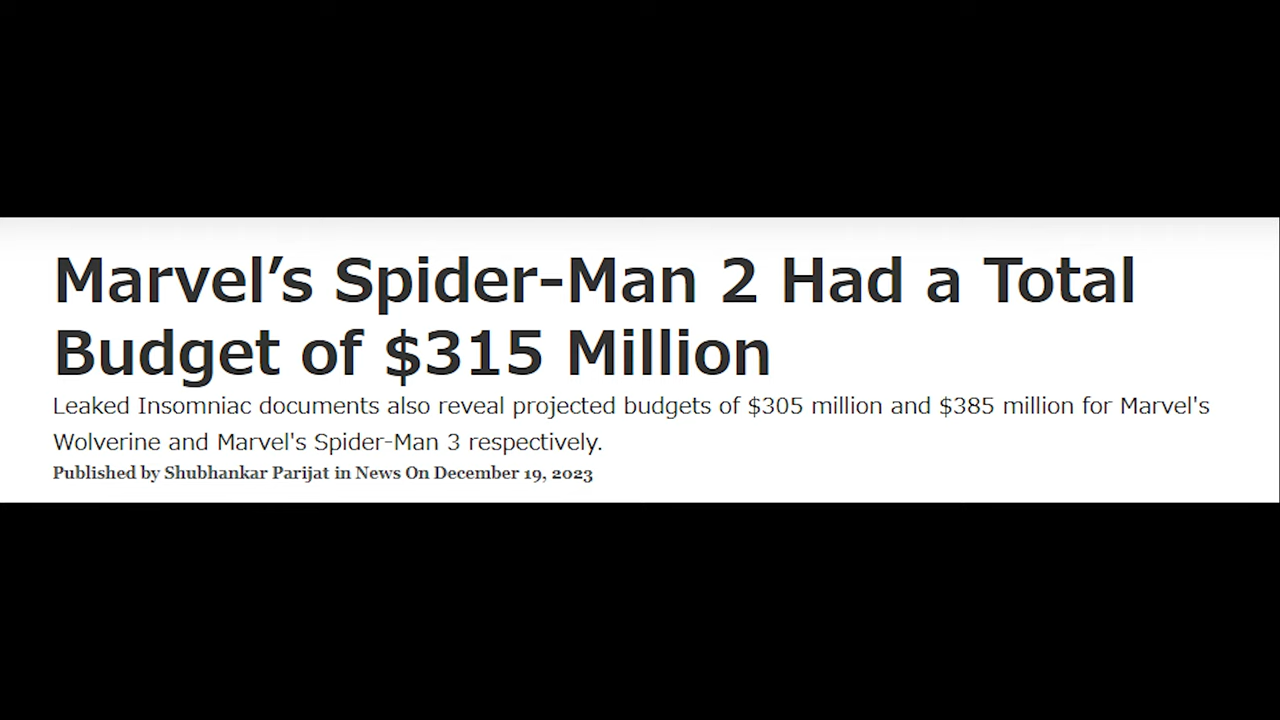 Marvel’s Spider-Man 2 Had a Total
Budget of $315 Million
Leaked Insomniac documents also reveal projected budgets of $305 million and $385 million for Marvel's
Wolverine and Marvel's Spider-Man 3 respectively.
Published by Shubhankar Parijat in News On December 19, 2023